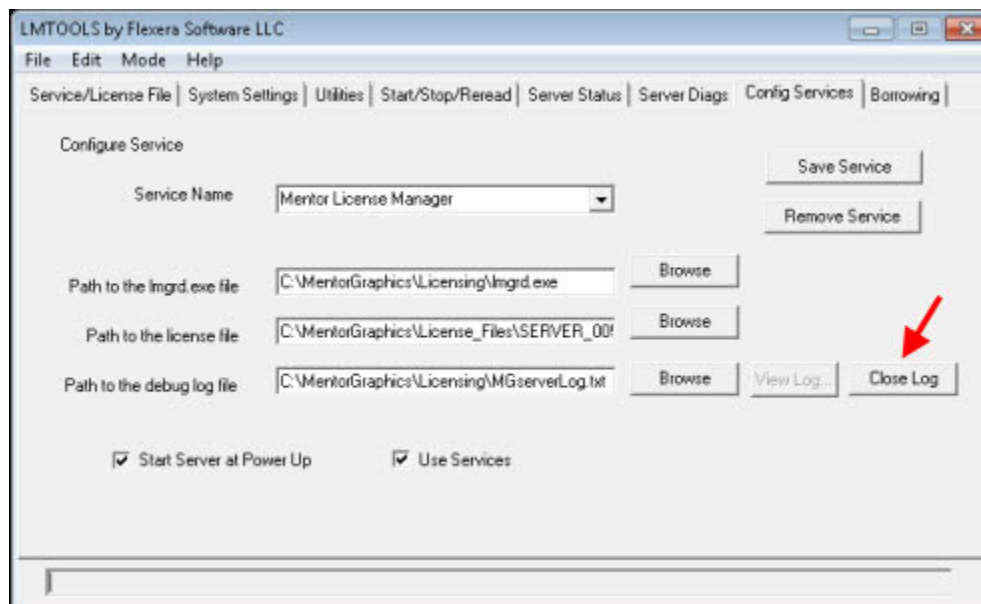 LMTOOLS by Flexera Software LLC
File Edit Mode Help
Service/License File System Settings Utilities Start/Stop/Reread Server Status Server Diags Config Services Borrowing
Configure Service
Save Service
Service Name Mentor License Manager
Remove Service
Path to the lmgrd.exe file C:\MentorGraphics\Licensing\lmgrd.exe Browse
Path to the license file C:\MentorGraphics\License_Files\SERVER_00 Browse
Path to the debug log file C:\MentorGraphics\Licensing\MGserverLog.txt Browse View Log... Close Log
Start Server at Power Up Use Services